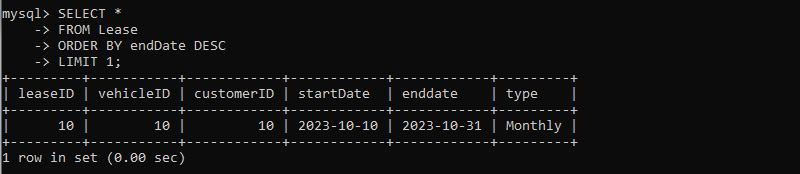 mysql> SELECT *
    -> FROM Lease
    -> ORDER BY endDate DESC
    -> LIMIT 1;
+---------+-----------+------------+------------+------------+---------+
| leaseID | vehicleID | customerID | startDate  | enddate    | type    |
+---------+-----------+------------+------------+------------+---------+
|      10 |        10 |         10 | 2023-10-10 | 2023-10-31 | Monthly |
+---------+-----------+------------+------------+------------+---------+
1 row in set (0.00 sec)